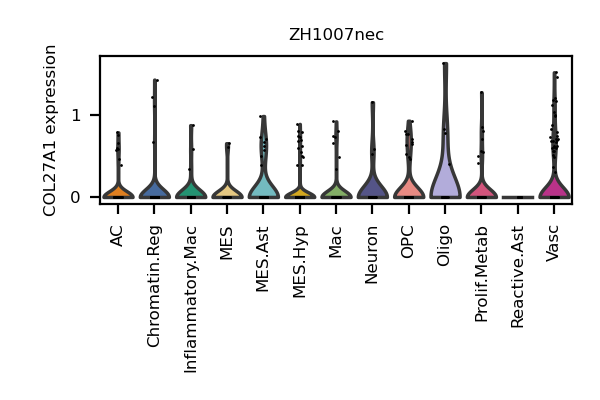 ZH1007nec
COL27A1 expression
1
0
AC
Chromatin.Reg
Inflammatory.Mac
MES
MES.Ast
MES.Hyp
Mac
Neuron
OPC
Oligo
Prolif.Metab
Reactive.Ast
Vasc